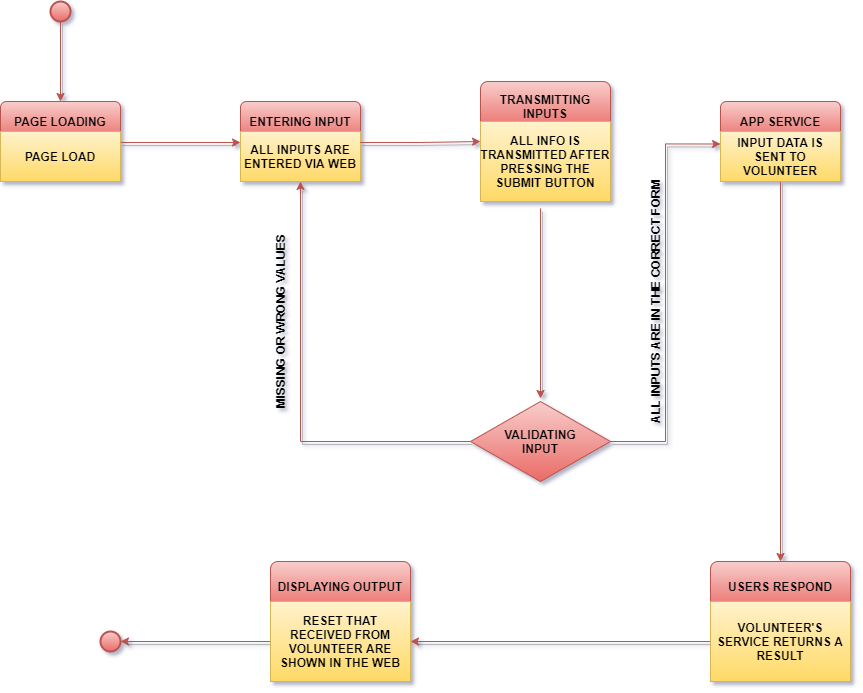 PAGE LOADING
PAGE LOAD
ENTERING INPUT
ALL INPUTS ARE
ENTERED VIA WEB
TRANSMITTING
INPUTS
ALL INFO IS
TRANSMITTED AFTER
PRESSING THE
SUBMIT BUTTON
APP SERVICE
INPUT DATA IS
SENT TO
VOLUNTEER
MISSING OR WRONG VALUES
ALL INPUTS ARE IN THE CORRECT FORM
VALIDATING
INPUT
DISPLAYING OUTPUT
RESET THAT
RECEIVED FROM
VOLUNTEER ARE
SHOWN IN THE WEB
USERS RESPOND
VOLUNTEER'S
SERVICE RETURNS A
RESULT